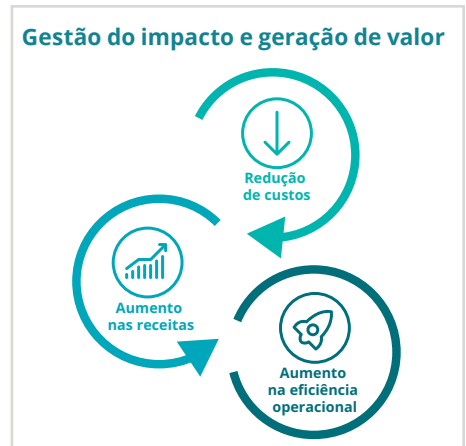 Gestão do impacto e geração de valor
Redução
de custos
Aumento
nas receitas
Aumento
na eficiência
operacional